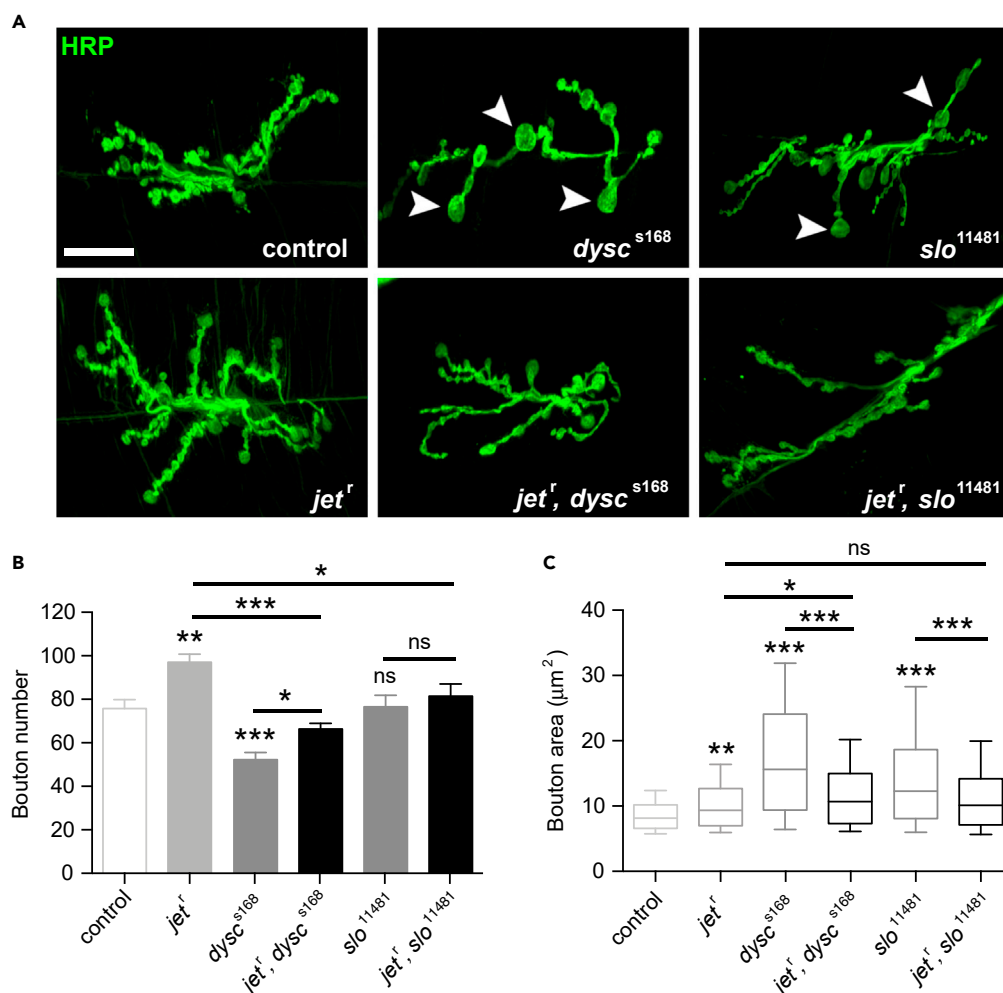 A
HRP
control
dysc s168
slo 11481
jet r
jet r, dysc s168
jet r, slo 11481
B
Bouton number
120
100
80
60
40
20
0
**
***
*
ns
ns
*
***
*
control
jet r
dysc s168
jet r, dysc s168
slo 11481
jet r, slo 11481
C
Bouton area (μm 2)
40
30
20
10
0
ns
*
***
***
***
***
**
control
jet r
dysc s168
jet r, dysc s168
slo 11481
jet r, slo 11481